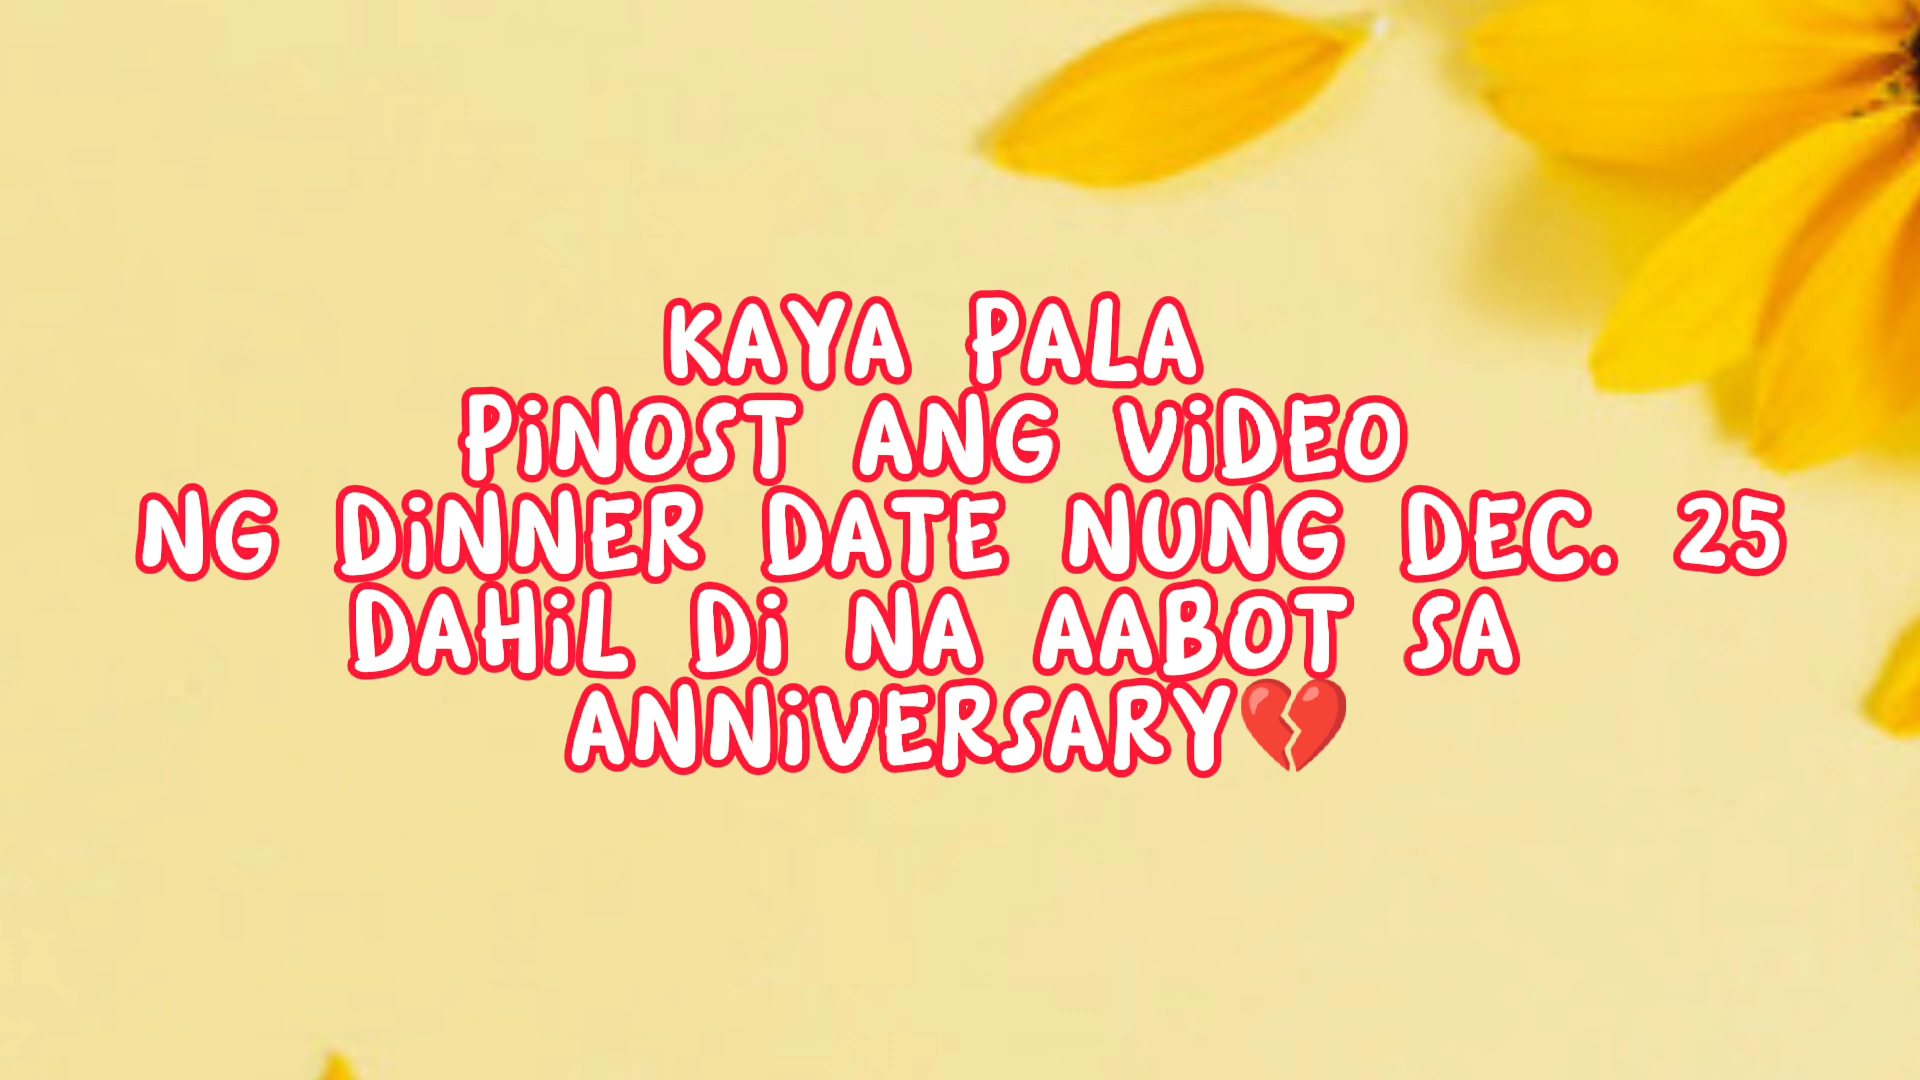 KAYA PALA
PiNOST ANG ViDEO
NG DiNNER DATE NUNG DEC. 25
DAHiL Di NA AABOT SA
ANNiVERSARY💔